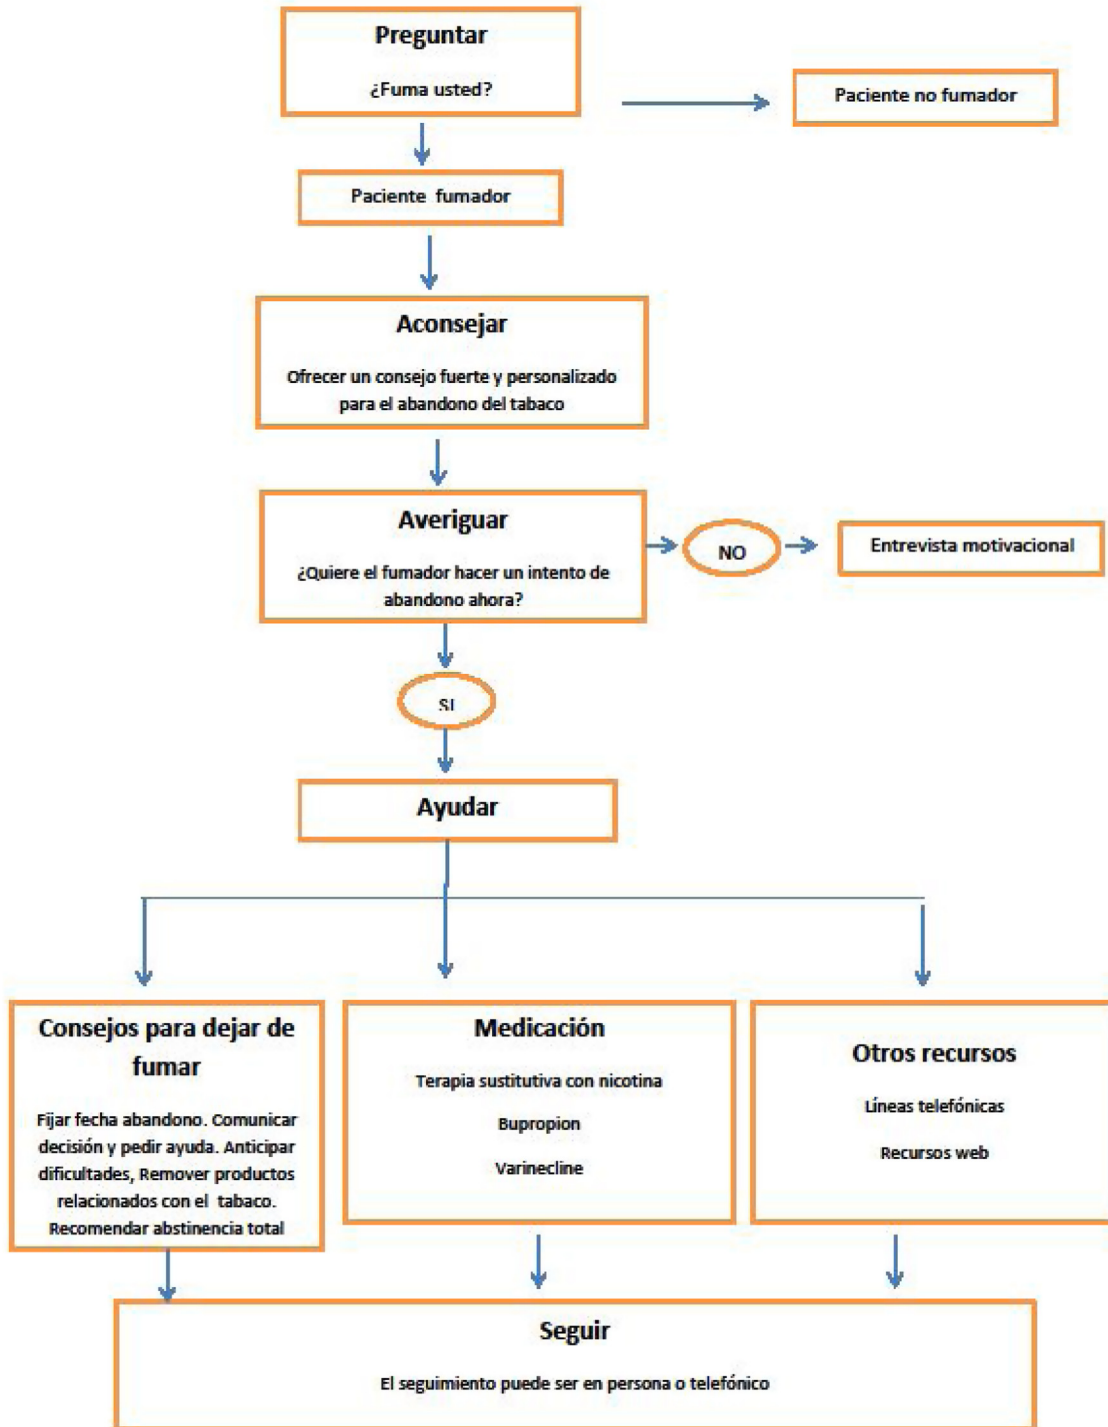 Preguntar
¿Fuma usted?
Paciente no fumador
Paciente fumador
Aconsejar
Ofrecer un consejo fuerte y personalizado
para el abandono del tabaco
Averiguar
¿Quiere el fumador hacer un intento de
abandono ahora?
NO
Entrevista motivacional
SI
Ayudar
Consejos para dejar de
fumar
Fijar fecha abandono. Comunicar
decisión y pedir ayuda. Anticipar
dificultades, Remover productos
relacionados con el tabaco.
Recomendar abstinencia total
Medicación
Terapia sustitutiva con nicotina
Bupropion
Varinecline
Otros recursos
Líneas telefónicas
Recursos web
Seguir
El seguimiento puede ser en persona o telefónico